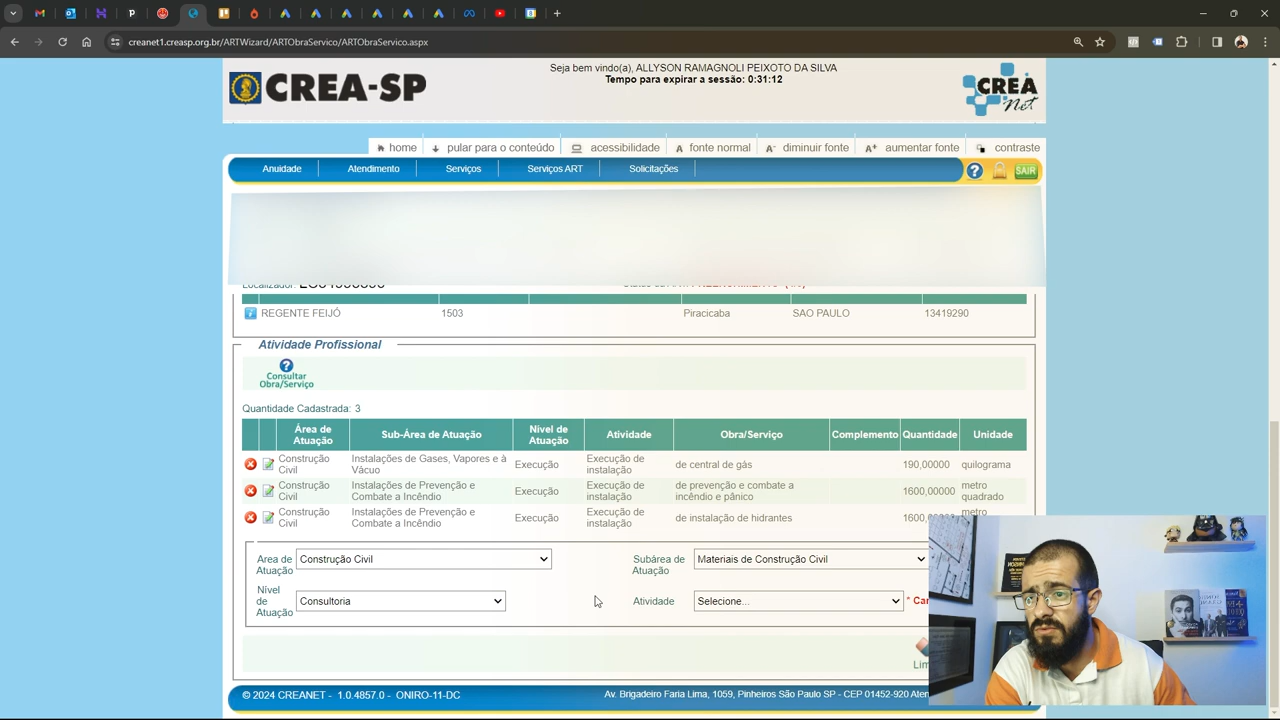 creanet1.creasp.org.br/ARTWizard/ARTObraServico/ARTObraServico.aspx
CREA-SP
Seja bem vindo(a), ALLYSON RAMAGNOLI PEIXOTO DA SILVA
Tempo para expirar a sessão: 0:31:12
CREA
Net
home pular para o conteúdo acessibilidade A fonte normal A- diminuir fonte A+ aumentar fonte contraste
Anuidade Atendimento Serviços Serviços ART Solicitações ? SAIR
Localizador:
REGENTE FEIJÓ 1503 Piracicaba SAO PAULO 13419290
Atividade Profissional
Consultar
Obra/Serviço
Quantidade Cadastrada: 3
Área de Atuação Sub-Área de Atuação Nivel de Atuação Atividade Obra/Serviço Complemento Quantidade Unidade
Construção Civil Instalações de Gases, Vapores e à Vácuo Execução Execução de instalação de central de gás 190,00000 quilograma
Construção Civil Instalações de Prevenção e Combate a Incêndio Execução Execução de instalação de prevenção e combate a incêndio e pânico 1600,00000 metro quadrado
Construção Civil Instalações de Prevenção e Combate a Incêndio Execução Execução de instalação de instalação de hidrantes 1600, metro
Area de Atuação Construção Civil Subárea de Atuação Materiais de Construção Civil
Nível de Atuação Consultoria Atividade Selecione... *
© 2024 CREANET - 1.0.4857.0 - ONIRO-11-DC Av. Brigadeiro Faria Lima, 1059, Pinheiros São Paulo SP - CEP 01452-920